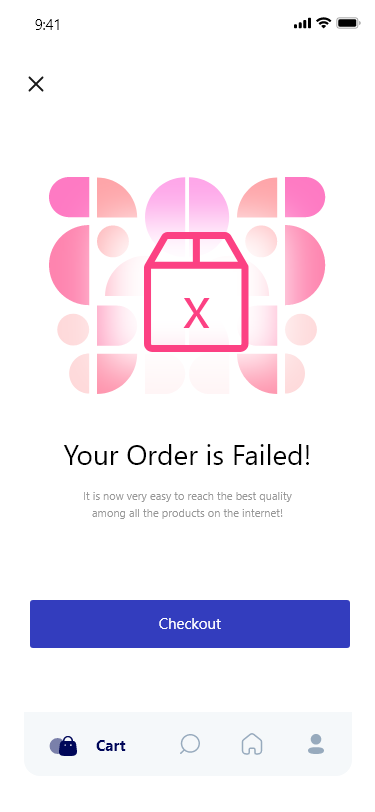 9:41
X
Your Order is Failed!
It is now very easy to reach the best quality
among all the products on the internet!
Checkout
Cart